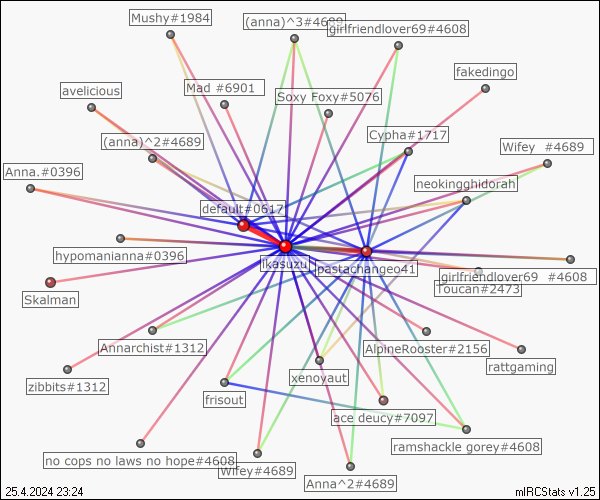 Mushy#1984
(anna)^3#4689
girlfriendlover69#4608
fakedingo
avelicious
Mad #6901
Soxy Foxy#5076
(anna)^2#4689
Cypha#1717
Wifey  #4689
Anna.#0396
neokingghidorah
default#0617
hypomanianna#0396
ikasuzu
pastachangeo41
girlfriendlover69  #4608
Toucan#2473
Skalman
Annarchist#1312
AlpineRooster#2156
rattgaming
zibbits#1312
xenoyaut
frisout
ace deucy#7097
ramshackle gorey#4608
no cops no laws no hope#4608
Wifey#4689
Anna^2#4689
25.4.2024 23:24
mIRCStats v1.25